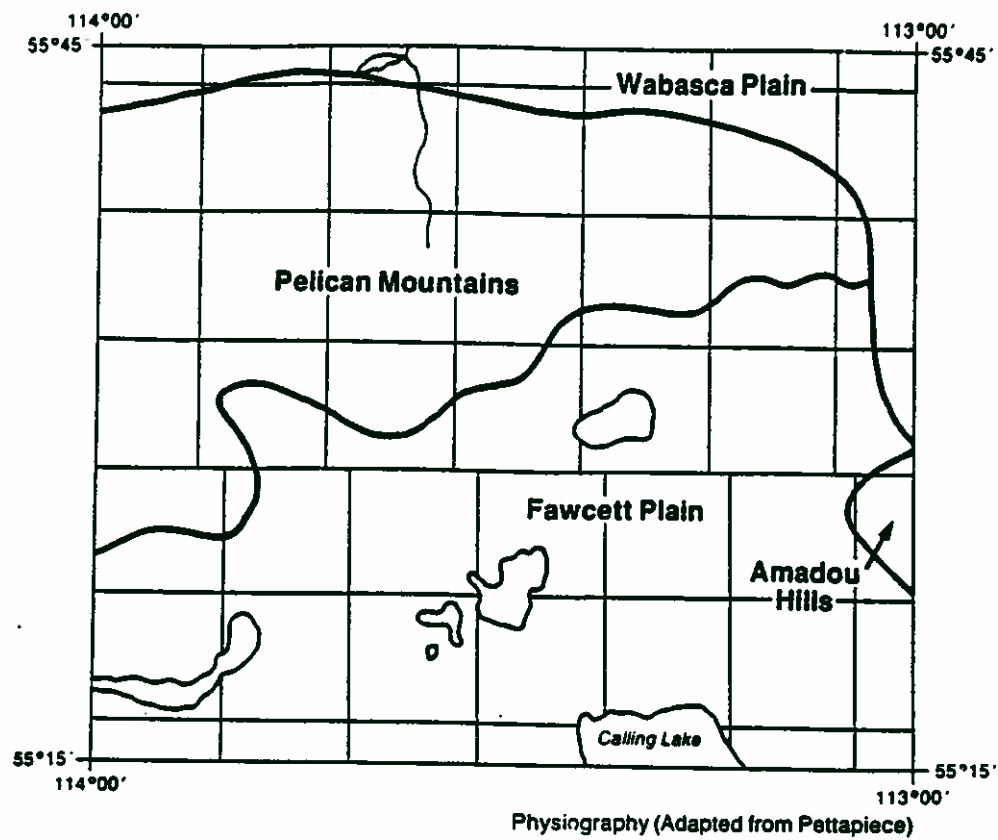 114°00′
113°00′
55°45′
55°45′
Wabasca Plain
Pelican Mountains
Fawcett Plain
Amadou
Hills
Calling Lake
55°15′
55°15′
114°00′
113°00′
Physiography (Adapted from Pettapiece)